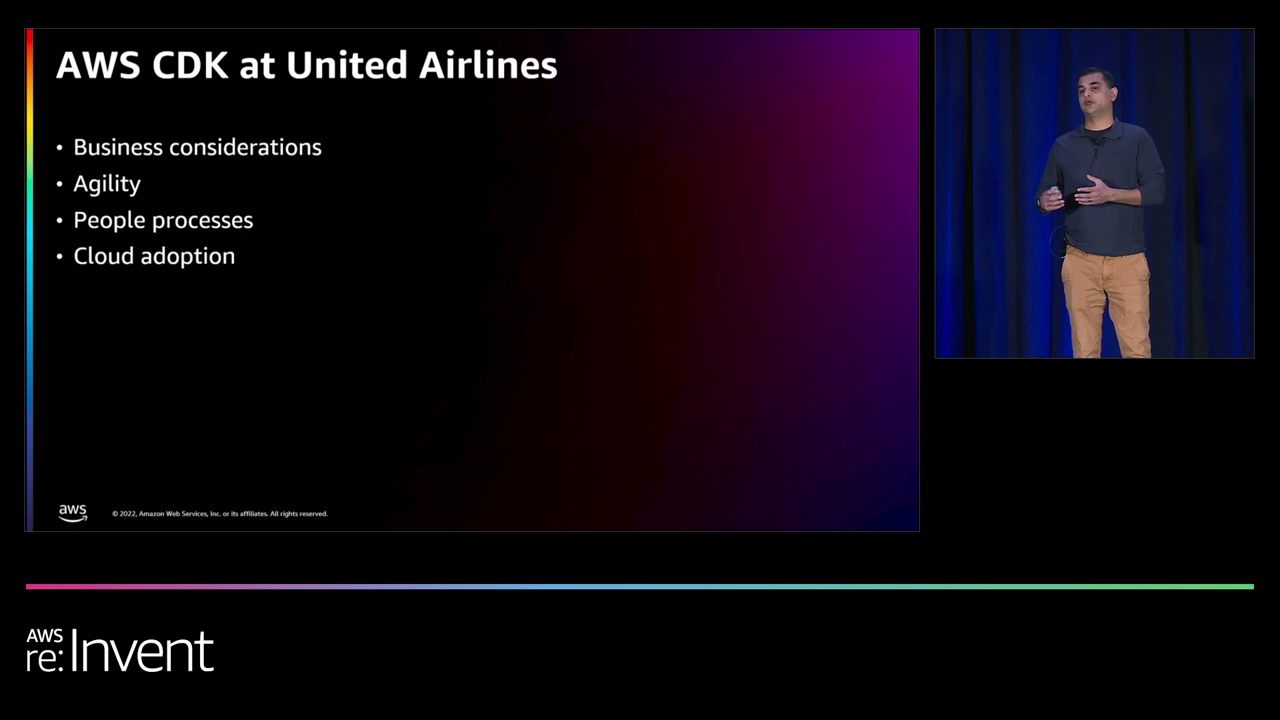 AWS CDK at United Airlines
• Business considerations
• Agility
• People processes
• Cloud adoption
aws
© 2022, Amazon Web Services, Inc. or its affiliates. All rights reserved.
AWS
re:Invent